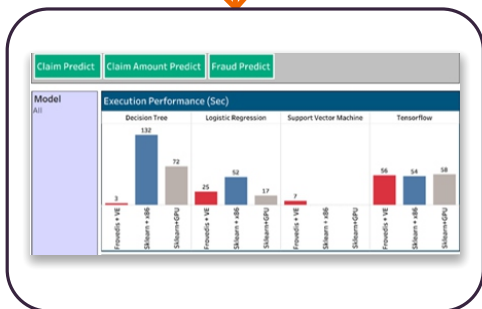 Claim Predict Claim Amount Predict Fraud Predict
Model
All
Execution Performance (Sec)
Decision Tree Logistic Regression Support Vector Machine Tensorflow
3 132 72 25 52 17 7 56 54 58
Frovedis + VE Sklearn + x86 Sklearn+GPU Frovedis + VE Sklearn + x86 Sklearn+GPU Frovedis + VE Sklearn + x86 Sklearn+GPU Frovedis + VE Sklearn + x86 Sklearn+GPU